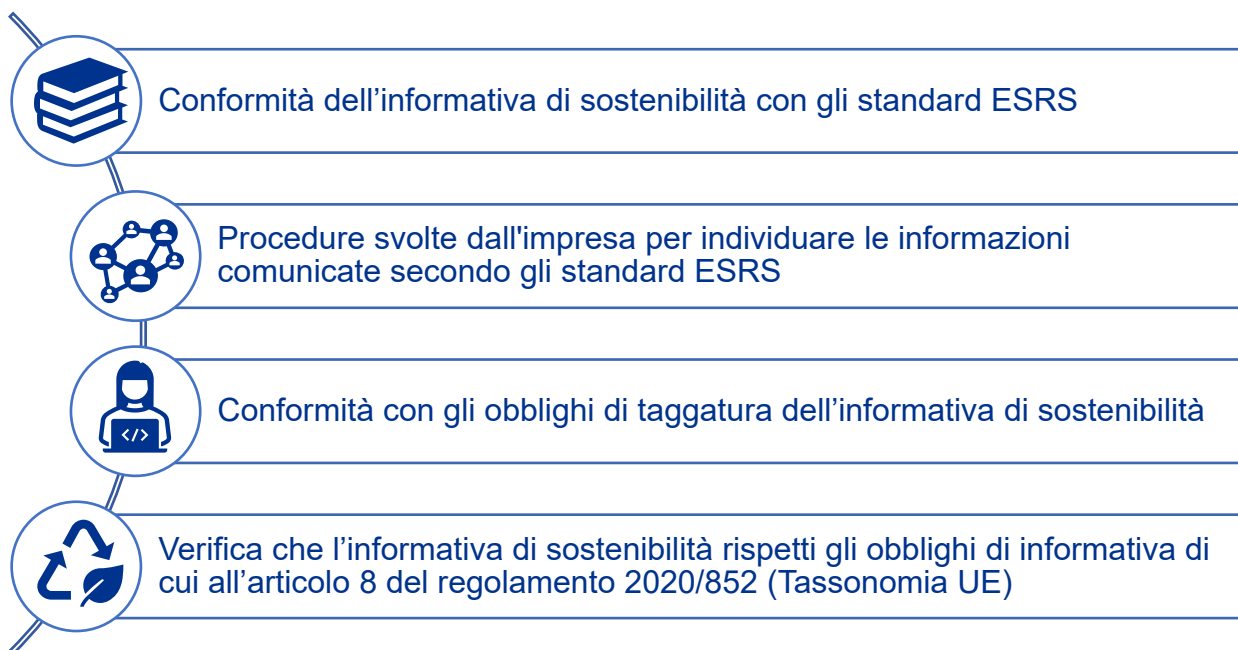 Conformità dell’informativa di sostenibilità con gli standard ESRS
Procedure svolte dall'impresa per individuare le informazioni
comunicate secondo gli standard ESRS
Conformità con gli obblighi di taggatura dell’informativa di sostenibilità
</>
Verifica che l’informativa di sostenibilità rispetti gli obblighi di informativa di
cui all’articolo 8 del regolamento 2020/852 (Tassonomia UE)